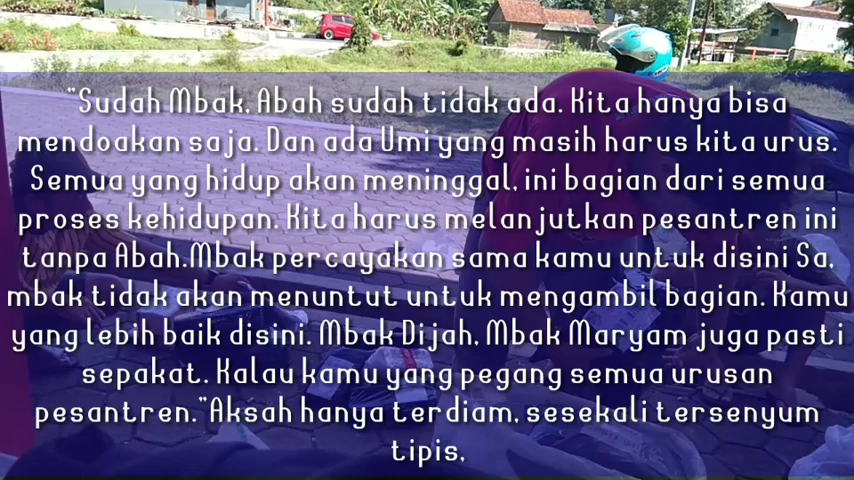 "Sudah Mbak, Abah sudah tidak ada. Kita hanya bisa
mendoakan saja. Dan ada Umi yang masih harus kita urus.
Semua yang hidup akan meninggal, ini bagian dari semua
proses kehidupan. Kita harus melanjutkan pesantren ini
tanpa Abah.Mbak percayakan sama kamu untuk disini Sa,
mbak tidak akan menuntut untuk mengambil bagian. Kamu
yang lebih baik disini. Mbak Dijah, Mbak Maryam juga pasti
sepakat. Kalau kamu yang pegang semua urusan
pesantren."Aksah hanya terdiam, sesekali tersenyum
tipis,